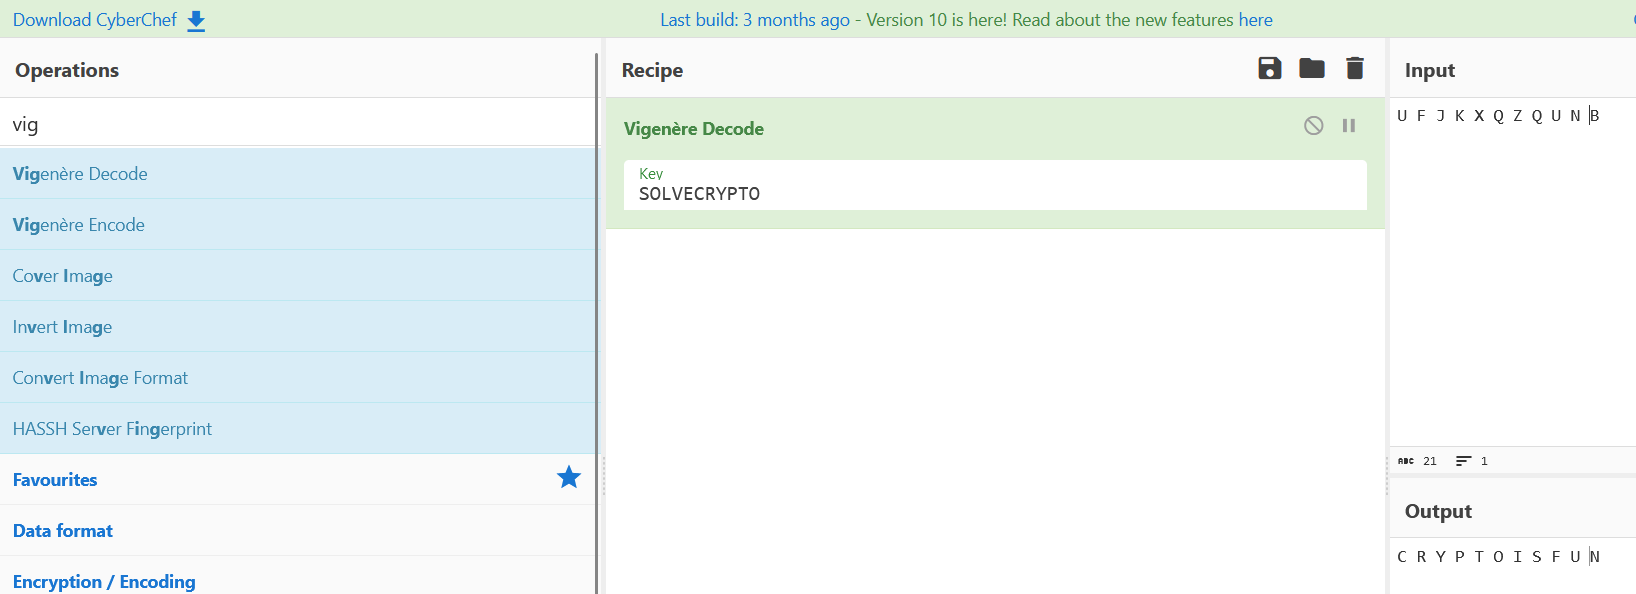 Download CyberChef
Last build: 3 months ago - Version 10 is here! Read about the new features here
Operations
vig
Vigenère Decode
Vigenère Encode
Cover Image
Invert Image
Convert Image Format
HASSH Server Fingerprint
Favourites
Data format
Encryption / Encoding
Recipe
Vigenère Decode
Key
SOLVECRYPTO
Input
U F J K X Q Z Q U N B
ABC 21 1
Output
C R Y P T O I S F U N